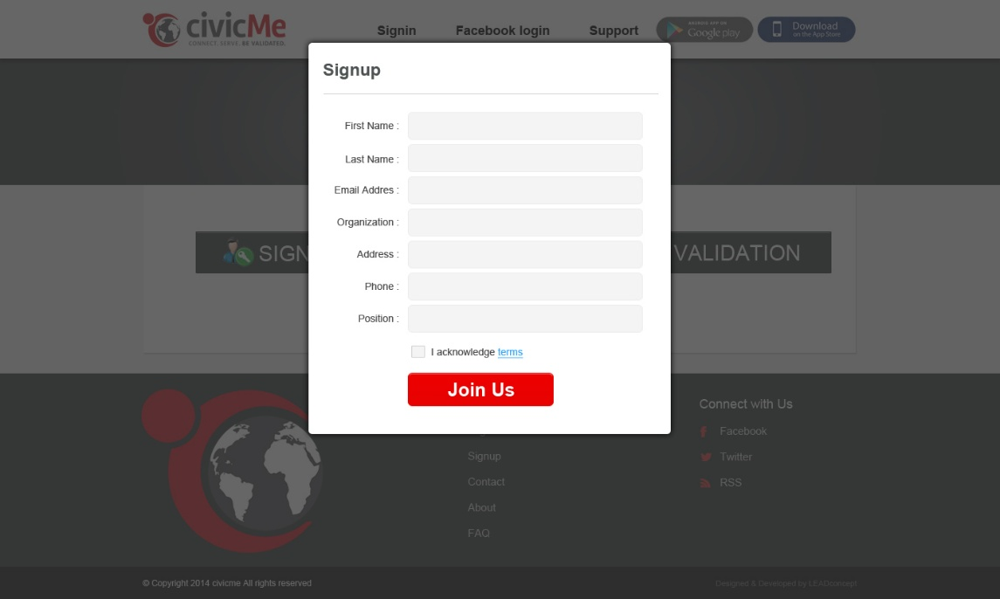 civicMe
CONNECT. SERVE. BE VALIDATED.
Signin
Facebook login
Support
ANDROID APP ON
Google play
Download
on the App Store
Signup
First Name :
Last Name :
Email Addres :
Organization :
Address :
Phone :
Position :
I acknowledge terms
Join Us
SIGN
VALIDATION
Signup
Contact
About
FAQ
Connect with Us
Facebook
Twitter
RSS
© Copyright 2014 civicme All rights reserved
Designed & Developed by LEADconcept